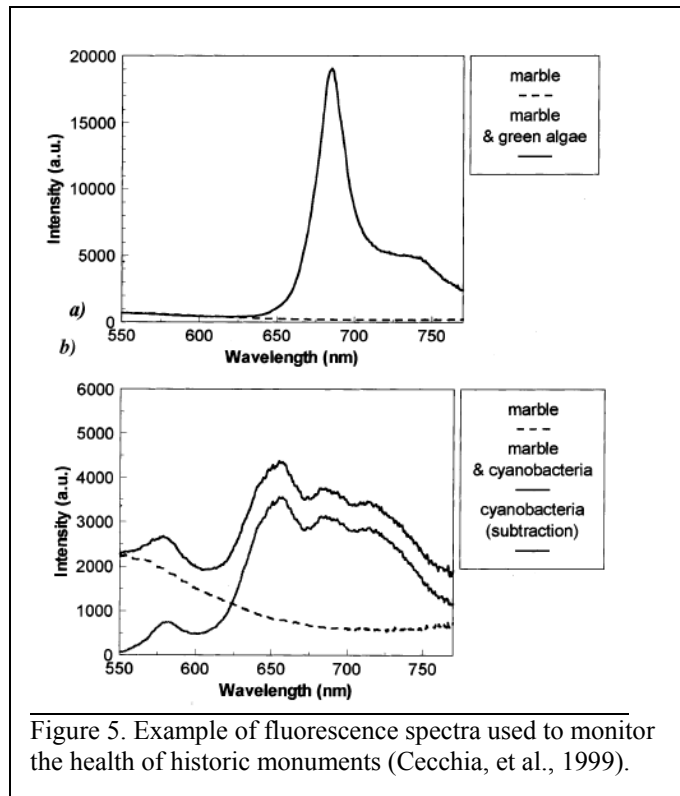 20000
15000
10000
5000
0
Intensity (a.u.)
a)
550
600
650
700
750
Wavelength (nm)
marble
marble
& green algae
b)
6000
5000
4000
3000
2000
1000
0
Intensity (a.u.)
550
600
650
700
750
Wavelength (nm)
marble
marble
& cyanobacteria
cyanobacteria
(subtraction)
Figure 5. Example of fluorescence spectra used to monitor
the health of historic monuments (Cecchia, et al., 1999).